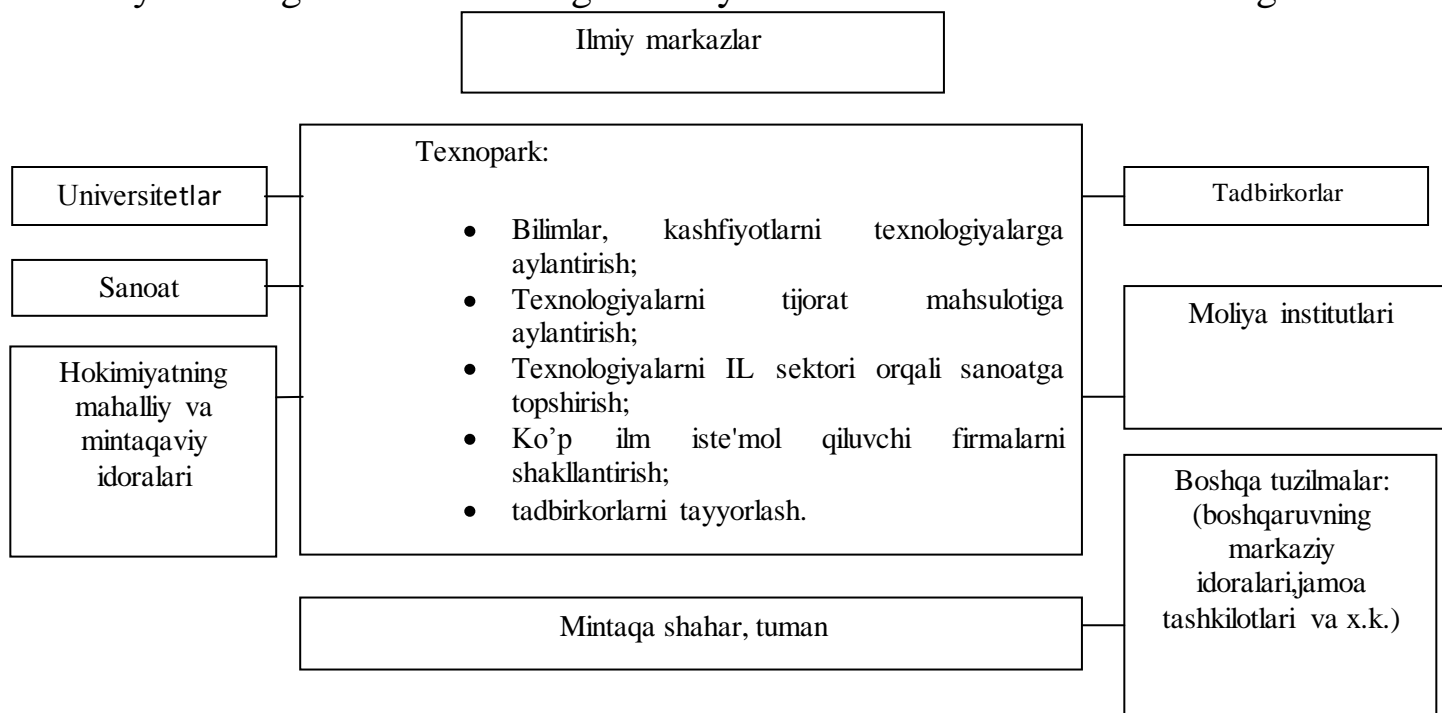 Ilmiy markazlar
Texnopark:
Universitetlar
Tadbirkorlar
• Bilimlar, kashfiyotlarni texnologiyalarga
aylantirish;
Sanoat
• Texnologiyalarni tijorat mahsulotiga
aylantirish;
Moliya institutlari
Hokimiyatning
mahalliy va
mintaqaviy
idoralari
• Texnologiyalarni IL sektori orqali sanoatga
topshirish;
• Ko’p ilm iste'mol qiluvchi firmalarni
shakllantirish;
• tadbirkorlarni tayyorlash.
Boshqa tuzilmalar:
(boshqaruvning
markaziy
idoralari,jamoa
tashkilotlari va x.k.)
Mintaqa shahar, tuman